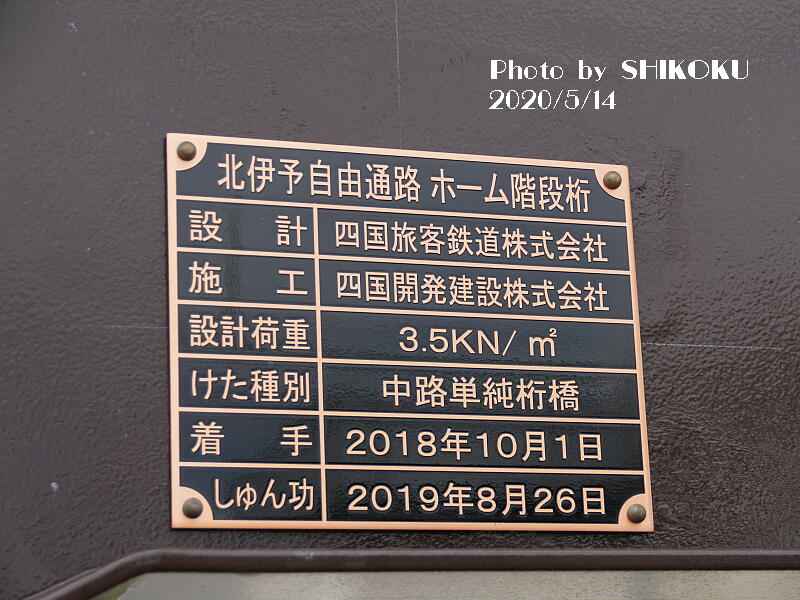 Photo by SHIKOKU
2020/5/14
北伊予自由通路 ホーム階段桁
設計 四国旅客鉄道株式会社
施工 四国開発建設株式会社
設計荷重 3.5KN/㎡
けた種別 中路単純桁橋
着手 2018年10月1日
しゅん功 2019年8月26日